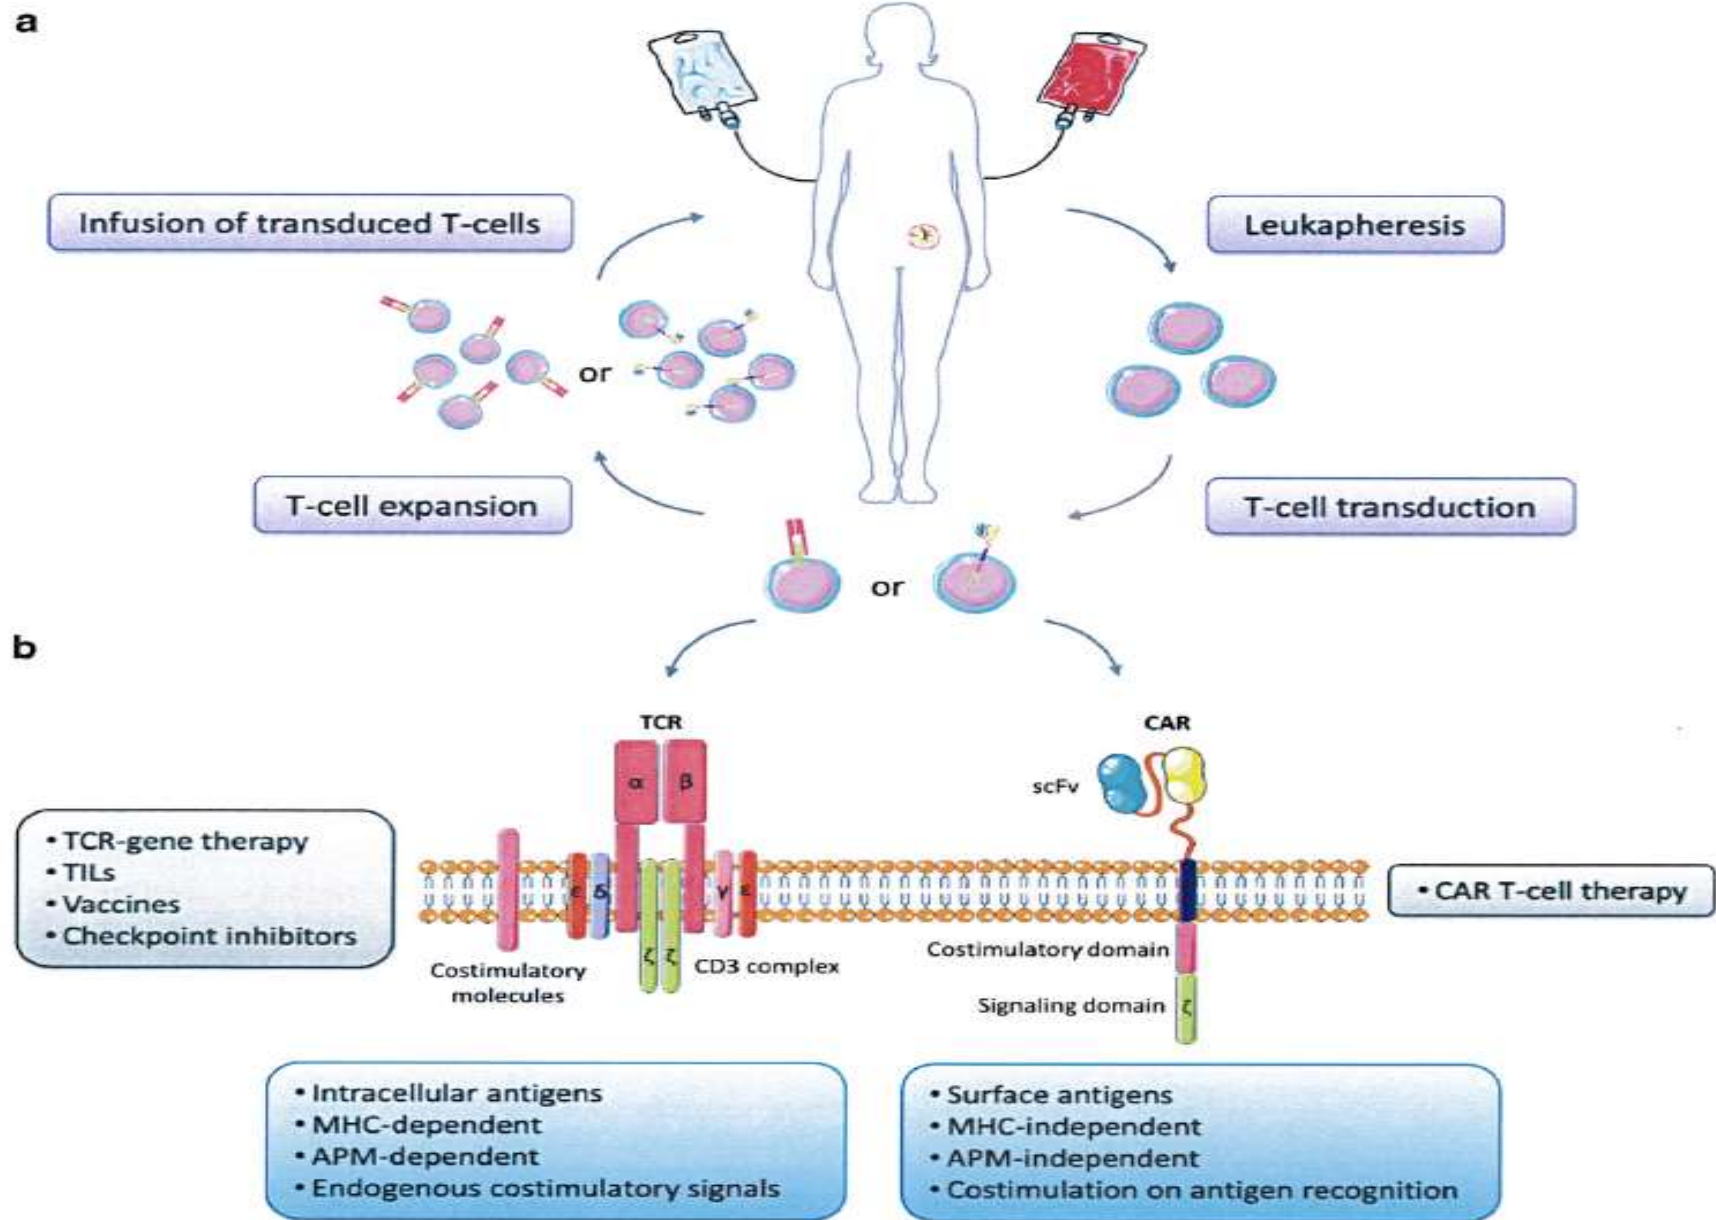 a
Infusion of transduced T-cells
Leukapheresis
or
T-cell expansion
T-cell transduction
or
b
TCR
CAR
α
β
scFv
• TCR-gene therapy
• TILs
• Vaccines
• Checkpoint inhibitors
ε
δ
γ
ε
• CAR T-cell therapy
ζ
ζ
Costimulatory
molecules
CD3 complex
Costimulatory domain
Signaling domain
ζ
• Intracellular antigens
• MHC-dependent
• APM-dependent
• Endogenous costimulatory signals
• Surface antigens
• MHC-independent
• APM-independent
• Costimulation on antigen recognition